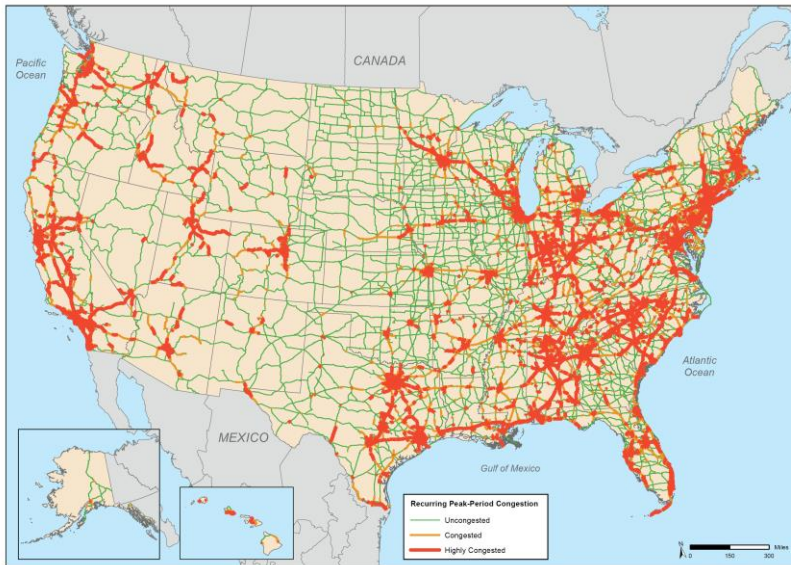 Pacific
Ocean
CANADA
Atlantic
Ocean
MEXICO
Gulf of Mexico
Recurring Peak-Period Congestion
Uncongested
Congested
Highly Congested
N
0 150 300 Miles